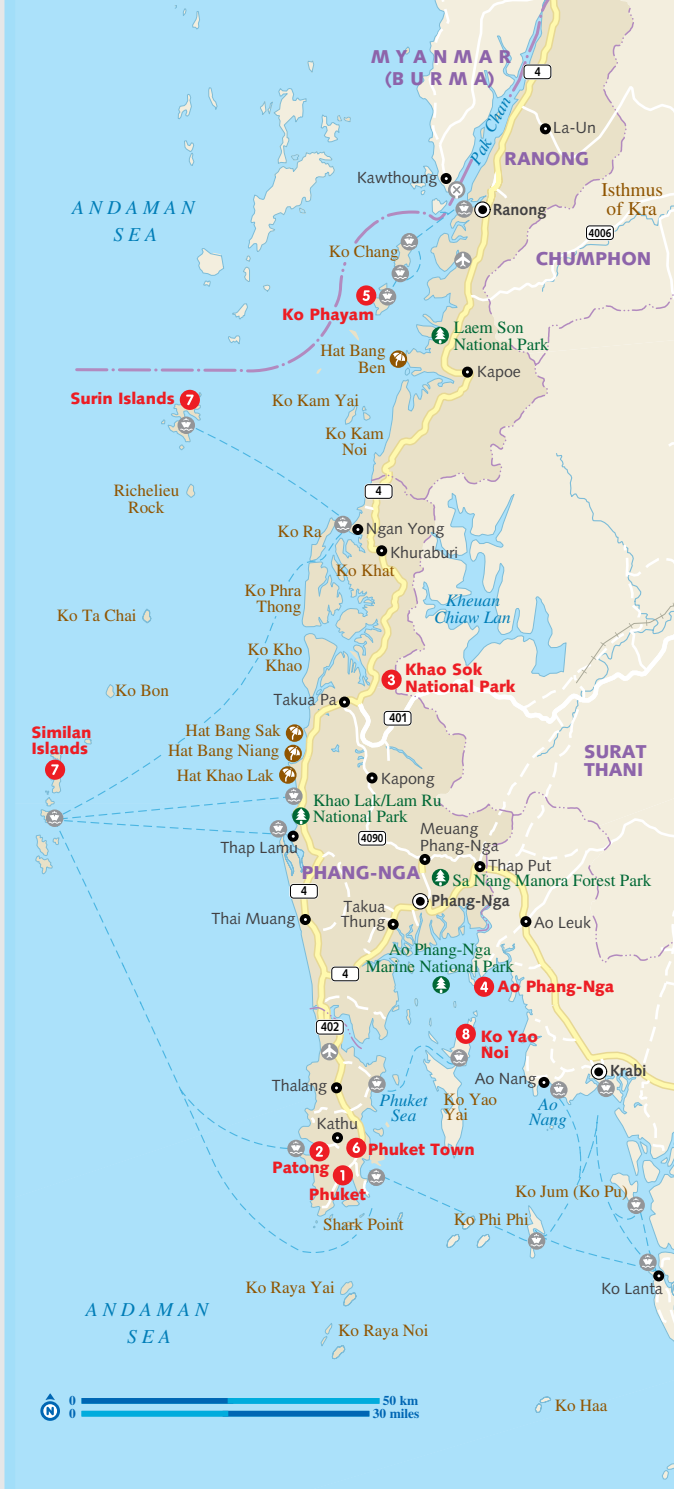 MYANMAR
(BURMA)
4
Pak Chan
La-Un
RANONG
Kawthoung
Isthmus
of Kra
ANDAMAN
SEA
Ranong
4006
Ko Chang
CHUMPHON
5
Ko Phayam
Laem Son
National Park
Hat Bang
Ben
Kapoe
Surin Islands 7
Ko Kam Yai
Ko Kam
Noi
Richelieu
Rock
4
Ko Ra
Ngan Yong
Khuraburi
Ko Khat
Ko Phra
Thong
Kheuan
Chiaw Lan
Ko Ta Chai
Ko Kho
Khao
3 Khao Sok
National Park
Ko Bon
Takua Pa
401
Similan
Islands
7
Hat Bang Sak
Hat Bang Niang
Hat Khao Lak
SURAT
THANI
Kapong
Khao Lak/Lam Ru
National Park
Thap Lamu
4090
Meuang
Phang-Nga
Thap Put
PHANG-NGA
Sa Nang Manora Forest Park
4
Phang-Nga
Thai Muang
Takua
Thung
Ao Leuk
Ao Phang-Nga
Marine National Park
4
4 Ao Phang-Nga
402
8 Ko Yao
Noi
Krabi
Thalang
Ao Nang
Phuket
Sea
Ko Yao
Yai
Ao
Nang
Kathu
2
6 Phuket Town
Patong
1
Phuket
Ko Jum (Ko Pu)
Shark Point
Ko Phi Phi
Ko Lanta
Ko Raya Yai
ANDAMAN
SEA
Ko Raya Noi
N
0 50 km
0 30 miles
Ko Haa